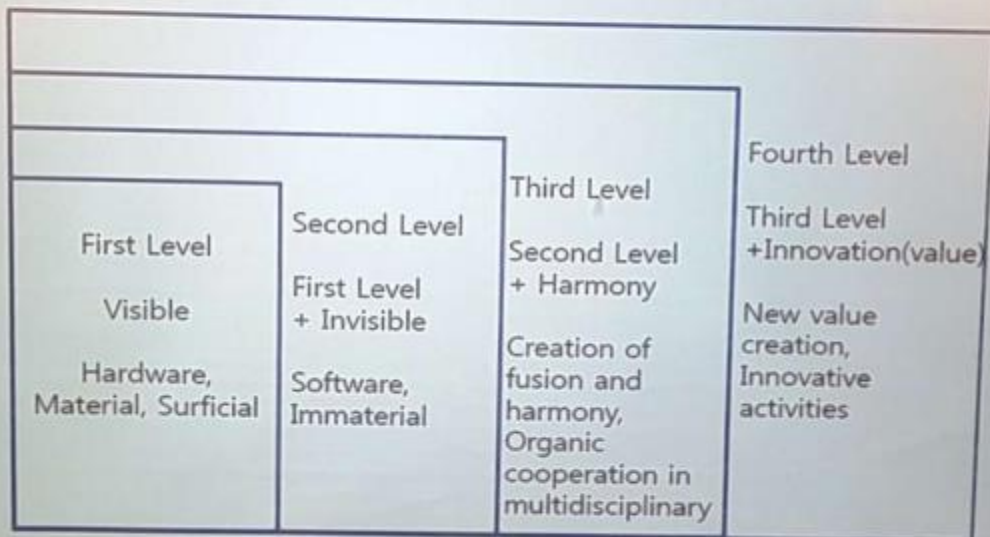 First Level
Visible
Hardware,
Material, Surficial
Second Level
First Level
+ Invisible
Software,
Immaterial
Third Level
Second Level
+ Harmony
Creation of
fusion and
harmony,
Organic
cooperation in
multidisciplinary
Fourth Level
Third Level
+Innovation(value)
New value
creation,
Innovative
activities